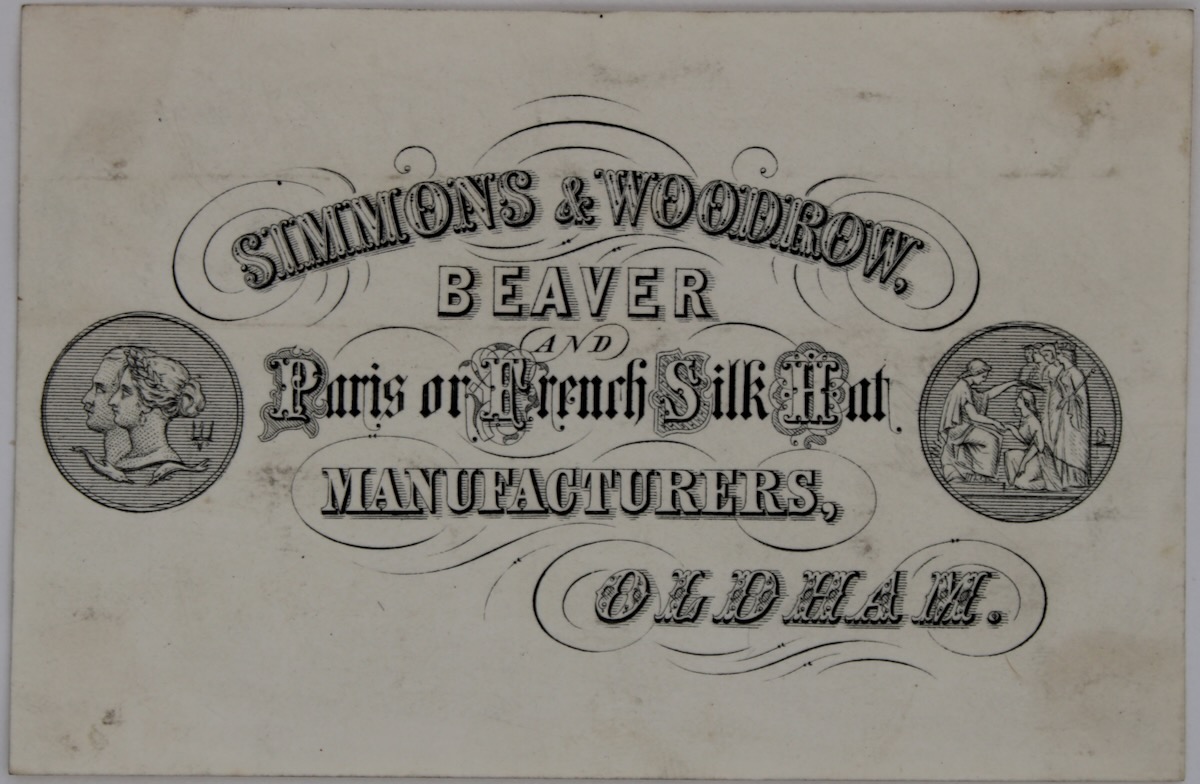 SIMMONS & WOODROW,
BEAVER
AND
Paris or French Silk Hat
MANUFACTURERS,
OLDHAM.